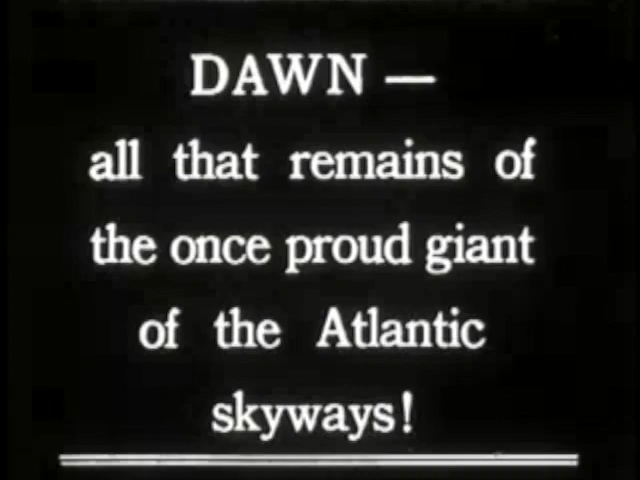 DAWN —
all that remains of
the once proud giant
of the Atlantic
skyways!